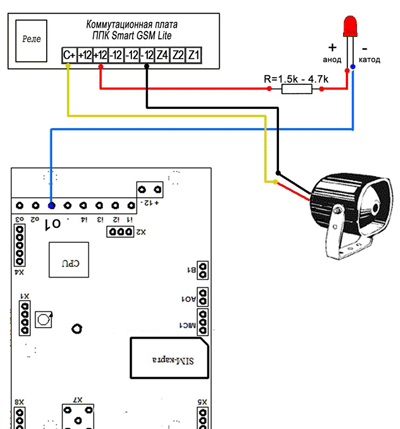 Коммутационная плата
ППК Smart GSM Lite
Реле
C+ +12 +12 -12 -12 -12 Z4 Z2 Z1
+ -
анод катод
R=1.5k - 4.7k
+12-
o3 o2 . i4 i3 i2 i1
o1
X2
X4
CPU
B1
X1
AO1
MIC1
SIM-карта
X8 X7 X5